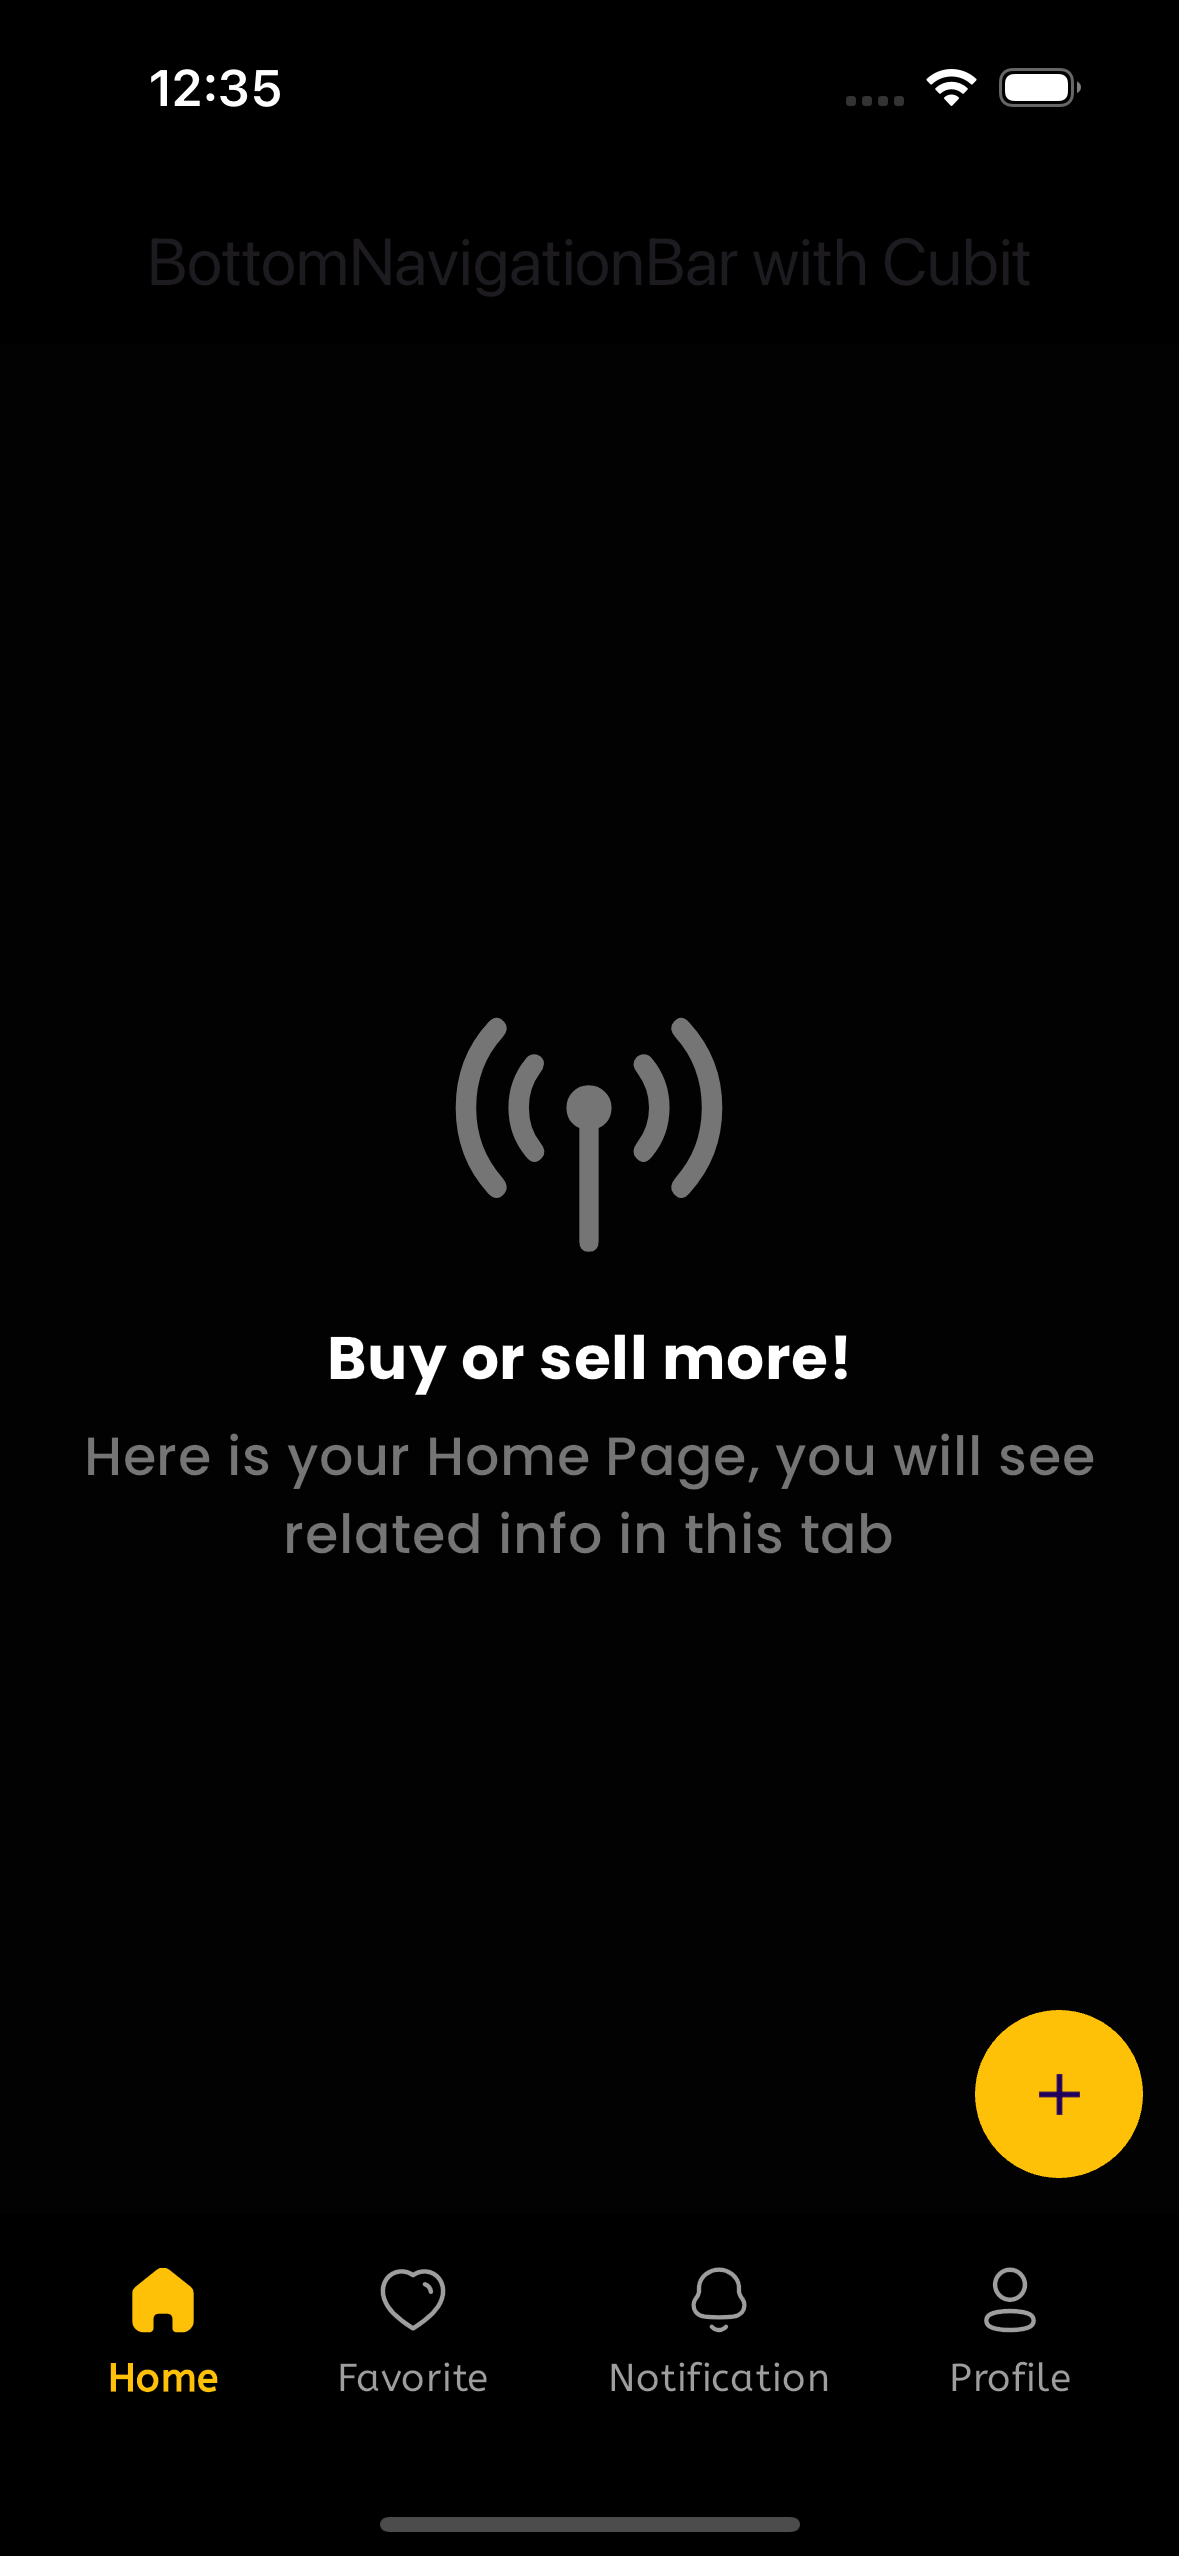 12:35
BottomNavigationBar with Cubit
Buy or sell more!
Here is your Home Page, you will see
related info in this tab
Home
Favorite
Notification
Profile